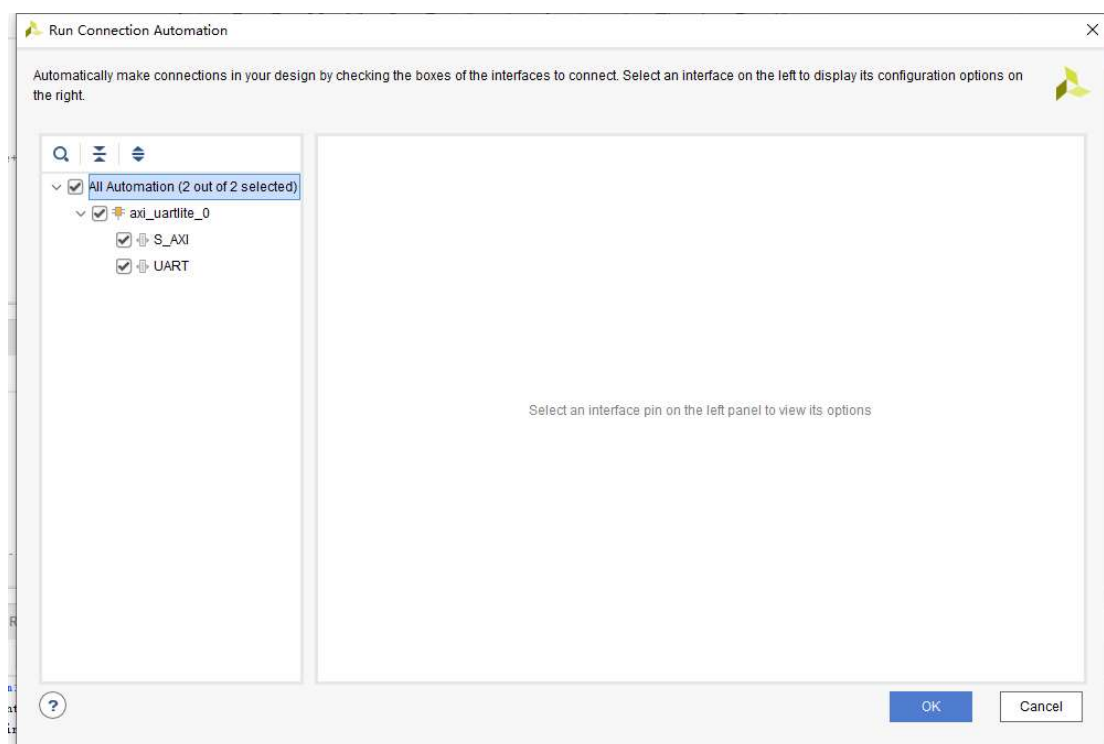 Run Connection Automation
Automatically make connections in your design by checking the boxes of the interfaces to connect. Select an interface on the left to display its configuration options on
the right.
All Automation (2 out of 2 selected)
axi_uartlite_0
S_AXI
UART
Select an interface pin on the left panel to view its options
?
OK
Cancel